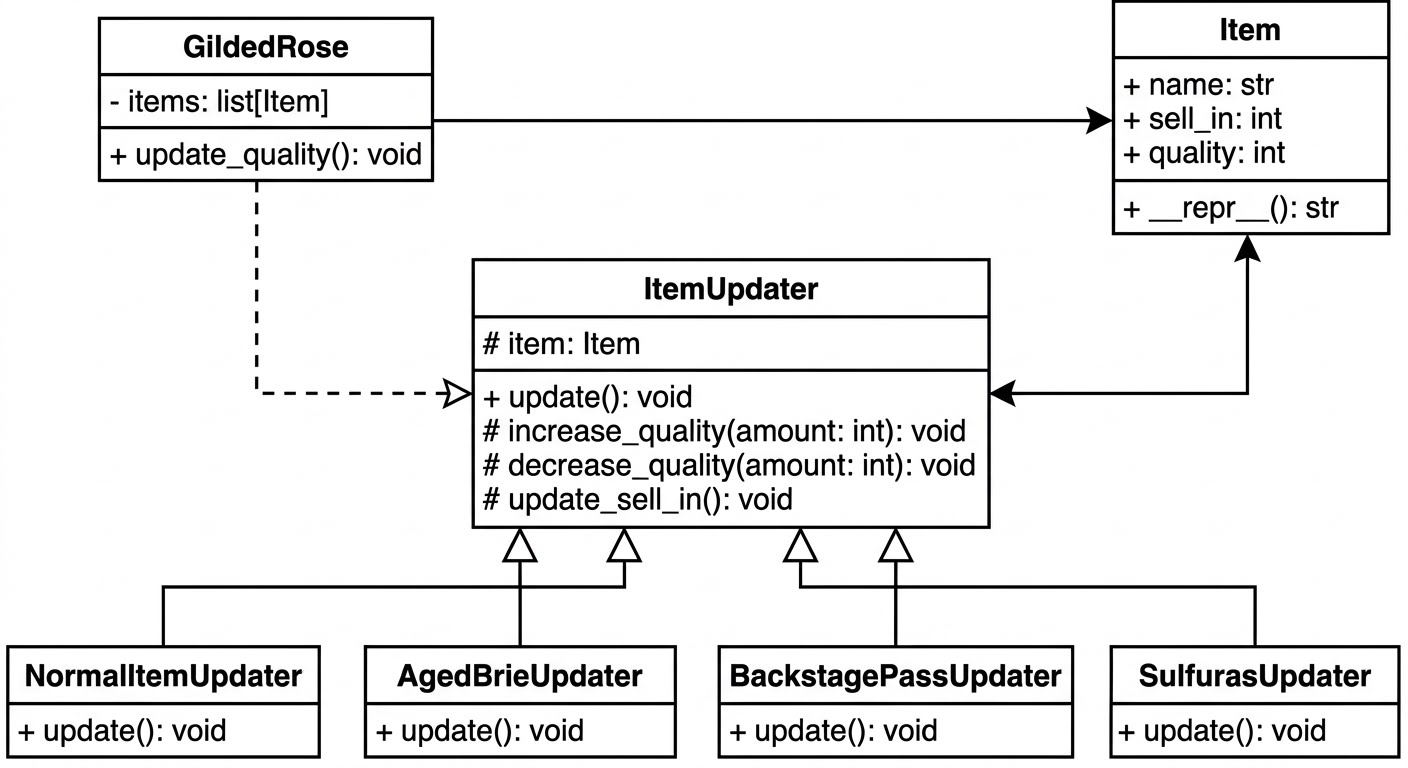 GildedRose
- items: list[Item]
+ update_quality(): void
Item
+ name: str
+ sell_in: int
+ quality: int
+ __repr__(): str
ItemUpdater
# item: Item
+ update(): void
# increase_quality(amount: int): void
# decrease_quality(amount: int): void
# update_sell_in(): void
NormalItemUpdater
+ update(): void
AgedBrieUpdater
+ update(): void
BackstagePassUpdater
+ update(): void
SulfurasUpdater
+ update(): void